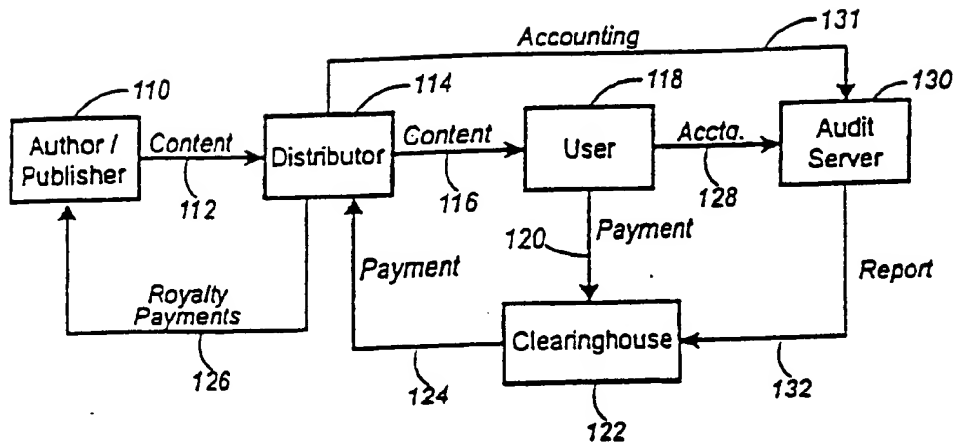 Accounting
131
110
114
118
130
Author /
Publisher
Content
112
Distributor
Content
116
User
Accta.
128
Audit
Server
120
Payment
Payment
Report
Royalty
Payments
126
124
Clearinghouse
122
132